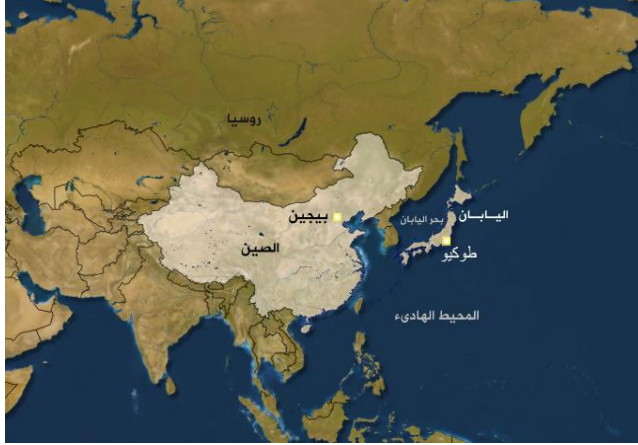 روسيا
بيجين
الصين
اليابان
بحر اليابان
طوكيو
المحيط الهادىء